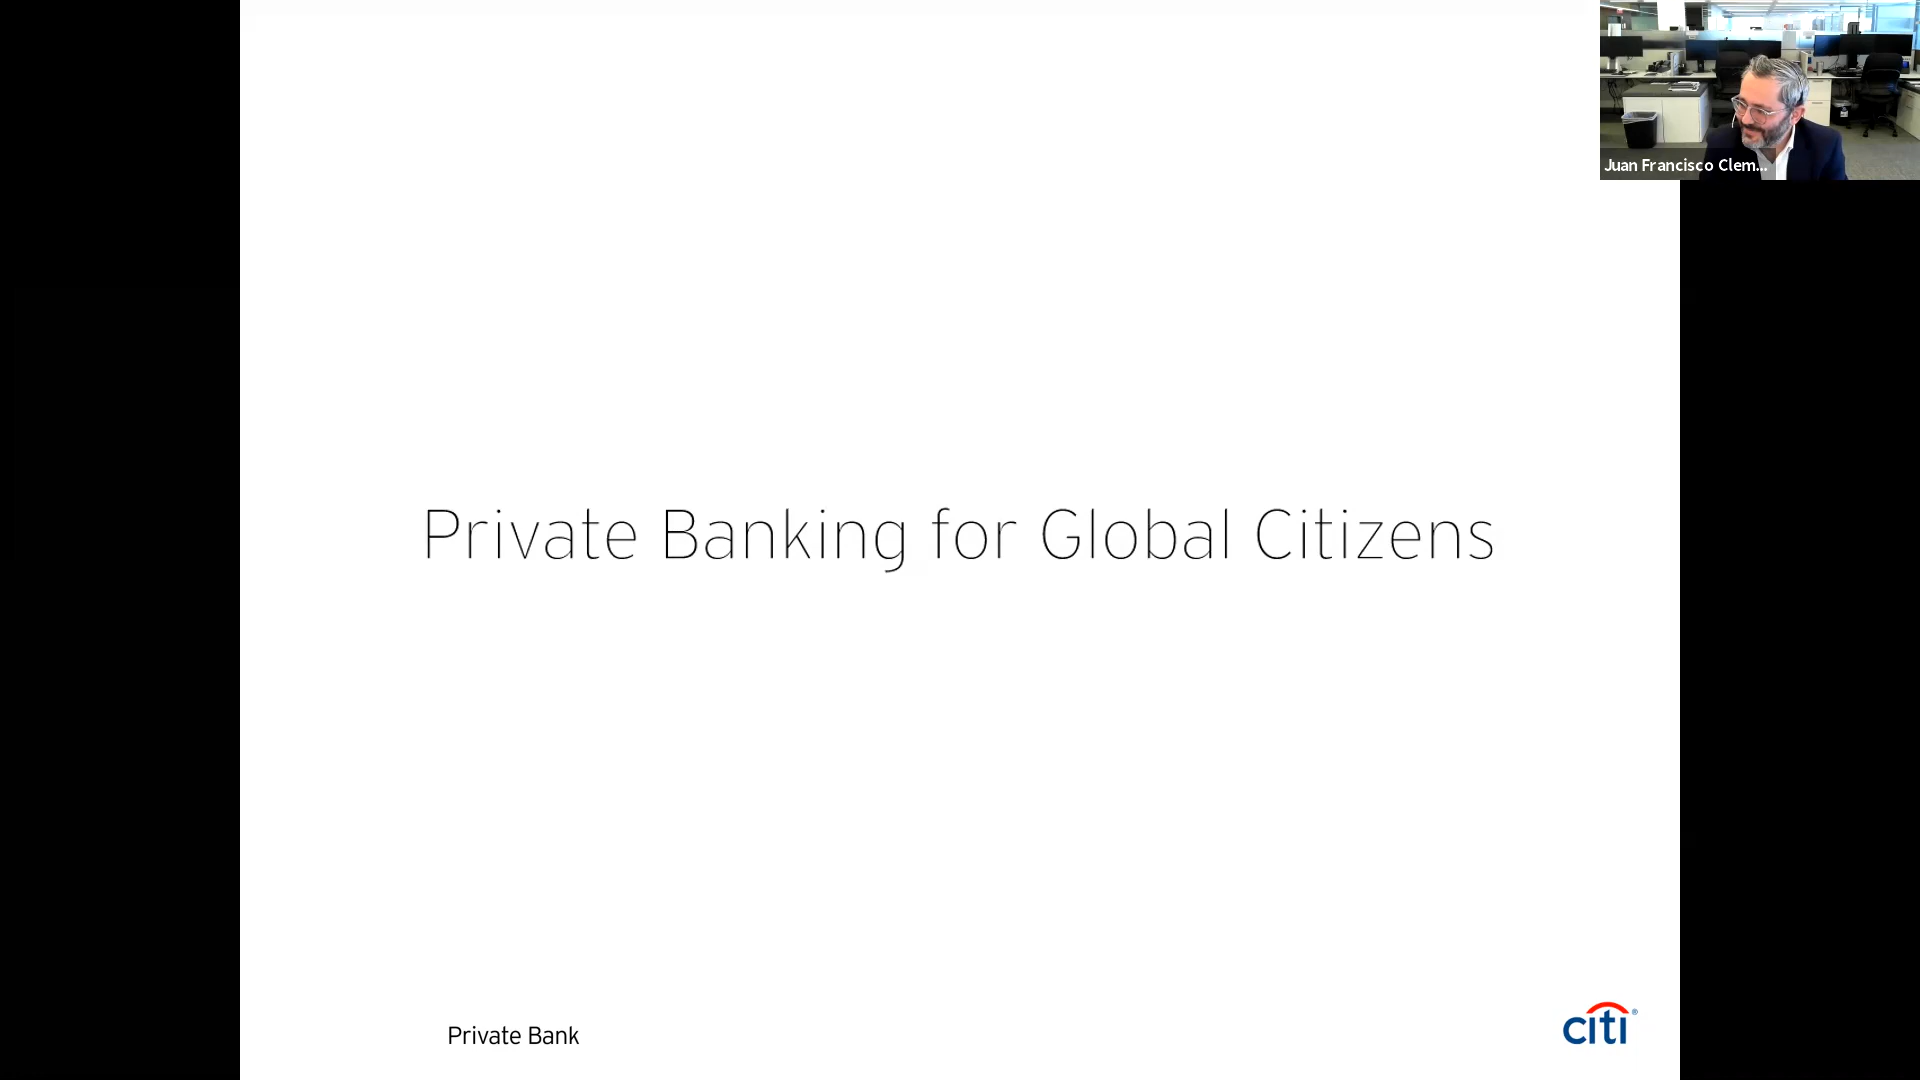 Juan Francisco Clem...
Private Banking for Global Citizens
Private Bank
citi®